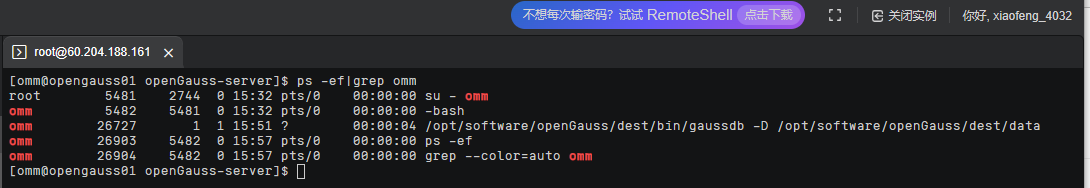 不想每次输密码？试试 RemoteShell 点击下载 关闭实例 你好, xiaofeng_4032
root@60.204.188.161
[omm@opengauss01 openGauss-server]$ ps -ef|grep omm
root 5481 2744 0 15:32 pts/0 00:00:00 su - omm
omm 5482 5481 0 15:32 pts/0 00:00:00 -bash
omm 26727 1 1 15:51 ? 00:00:04 /opt/software/openGauss/dest/bin/gaussdb -D /opt/software/openGauss/dest/data
omm 26903 5482 0 15:57 pts/0 00:00:00 ps -ef
omm 26904 5482 0 15:57 pts/0 00:00:00 grep --color=auto omm
[omm@opengauss01 openGauss-server]$